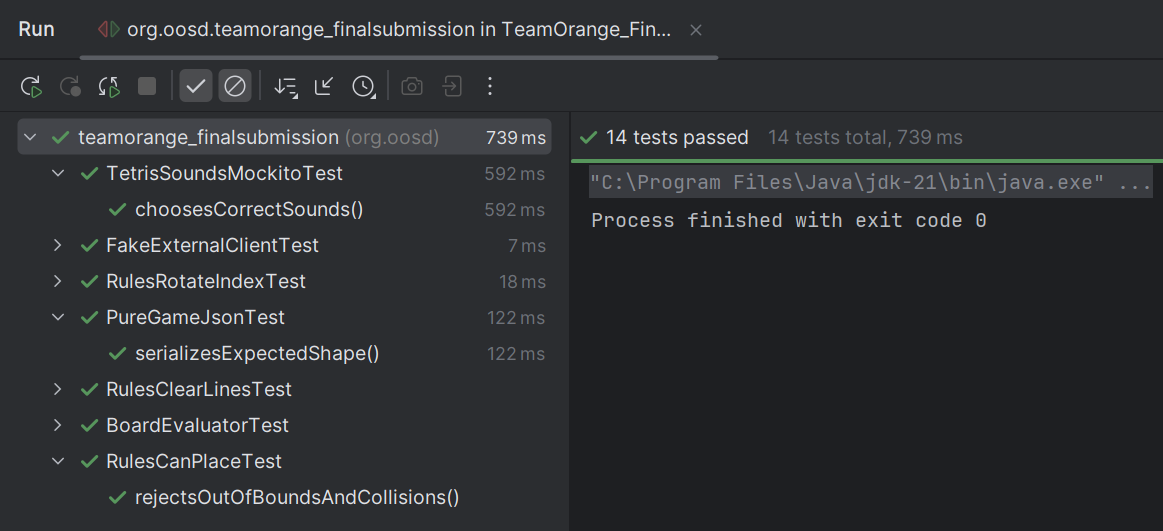 Run org.oosd.teamorange_finalsubmission in TeamOrange_Fin...
teamorange_finalsubmission (org.oosd) 739 ms
TetrisSoundsMockitoTest 592 ms
choosesCorrectSounds() 592 ms
FakeExternalClientTest 7 ms
RulesRotateIndexTest 18 ms
PureGameJsonTest 122 ms
serializesExpectedShape() 122 ms
RulesClearLinesTest
BoardEvaluatorTest
RulesCanPlaceTest
rejectsOutOfBoundsAndCollisions()
14 tests passed 14 tests total, 739 ms
"C:\Program Files\Java\jdk-21\bin\java.exe" ...
Process finished with exit code 0